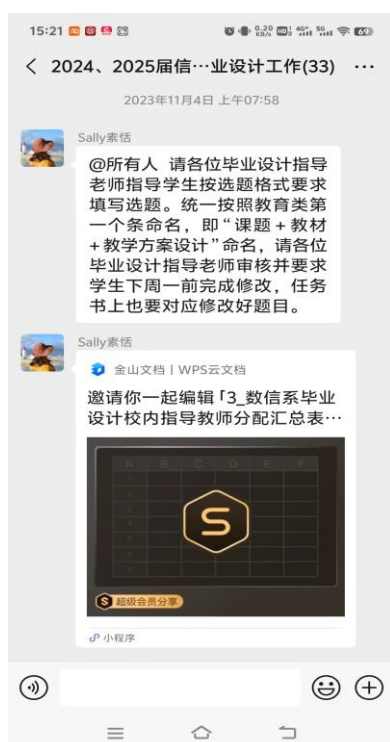 15:21
0.20 KB/s 4G 5G 62
2024、2025届信…业设计工作(33)
2023年11月4日 上午07:58
Sally素恬
@所有人 请各位毕业设计指导
老师指导学生按选题格式要求
填写选题。统一按照教育类第
一个条命名，即“课题+教材
+教学方案设计”命名，请各位
毕业设计指导老师审核并要求
学生下周一前完成修改，任务
书上也要对应修改好题目。
Sally素恬
金山文档 | WPS云文档
邀请你一起编辑「3_数信系毕业
设计校内指导教师分配汇总表…
A B C D E F
S
S 超级会员分享
小程序